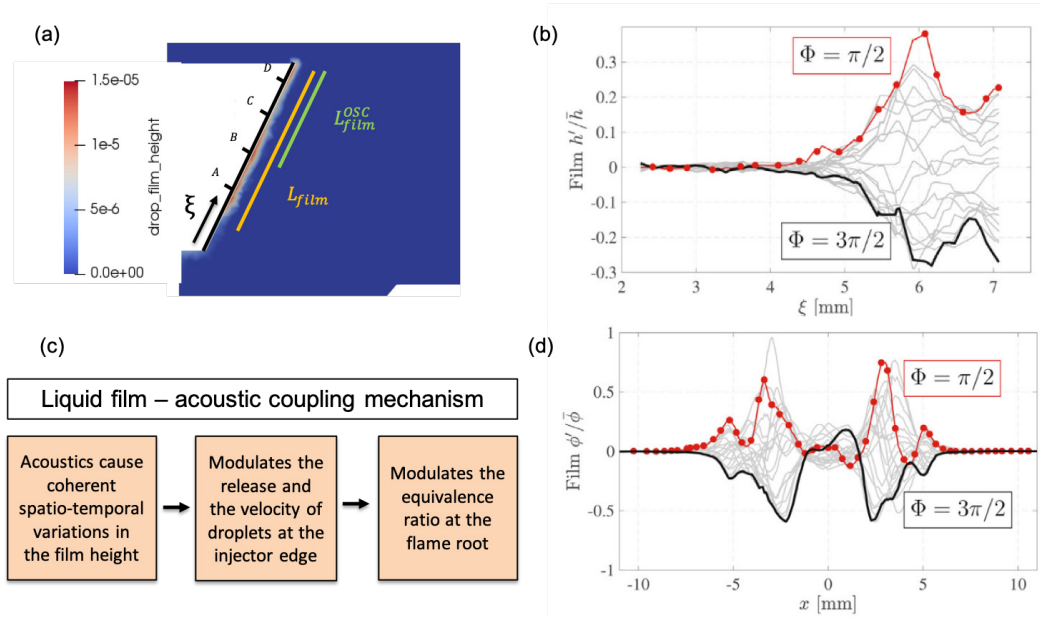 (a)
1.5e-05
1e-5
5e-6
0.0e+00
drop_film_height
A
B
C
D
ξ
L_{film}
L_{film}^{OSC}
(b)
Φ = π/2
Φ = 3π/2
Film h′/h̄
0.3
0.2
0.1
0
-0.1
-0.2
-0.3
2 3 4 5 6 7
ξ [mm]
(c)
Liquid film – acoustic coupling mechanism
Acoustics cause
coherent
spatio-temporal
variations in
the film height
Modulates the
release and
the velocity of
droplets at the
injector edge
Modulates the
equivalence
ratio at the
flame root
(d)
Φ = π/2
Φ = 3π/2
Film ϕ′/ϕ̄
1
0.5
0
-0.5
-1
-10 -5 0 5 10
x [mm]